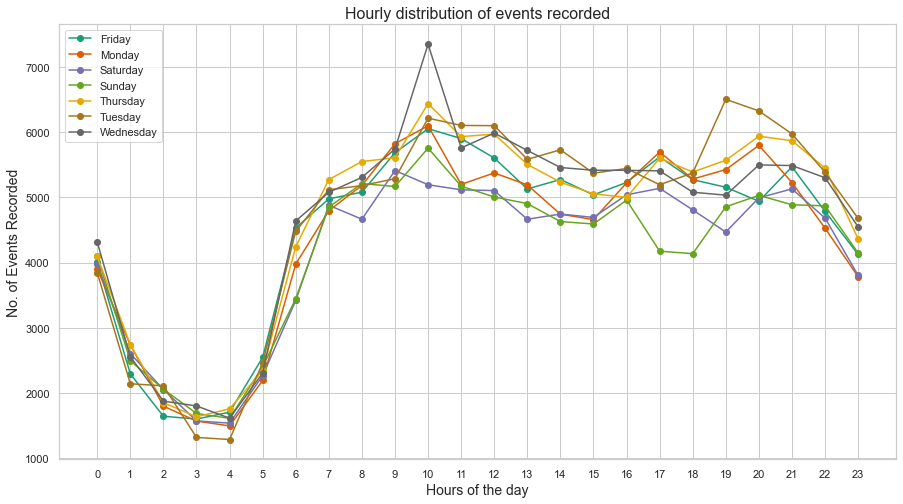 Hourly distribution of events recorded
Friday
Monday
Saturday
Sunday
Thursday
Tuesday
Wednesday
No. of Events Recorded
7000
6000
5000
4000
3000
2000
1000
0 1 2 3 4 5 6 7 8 9 10 11 12 13 14 15 16 17 18 19 20 21 22 23
Hours of the day